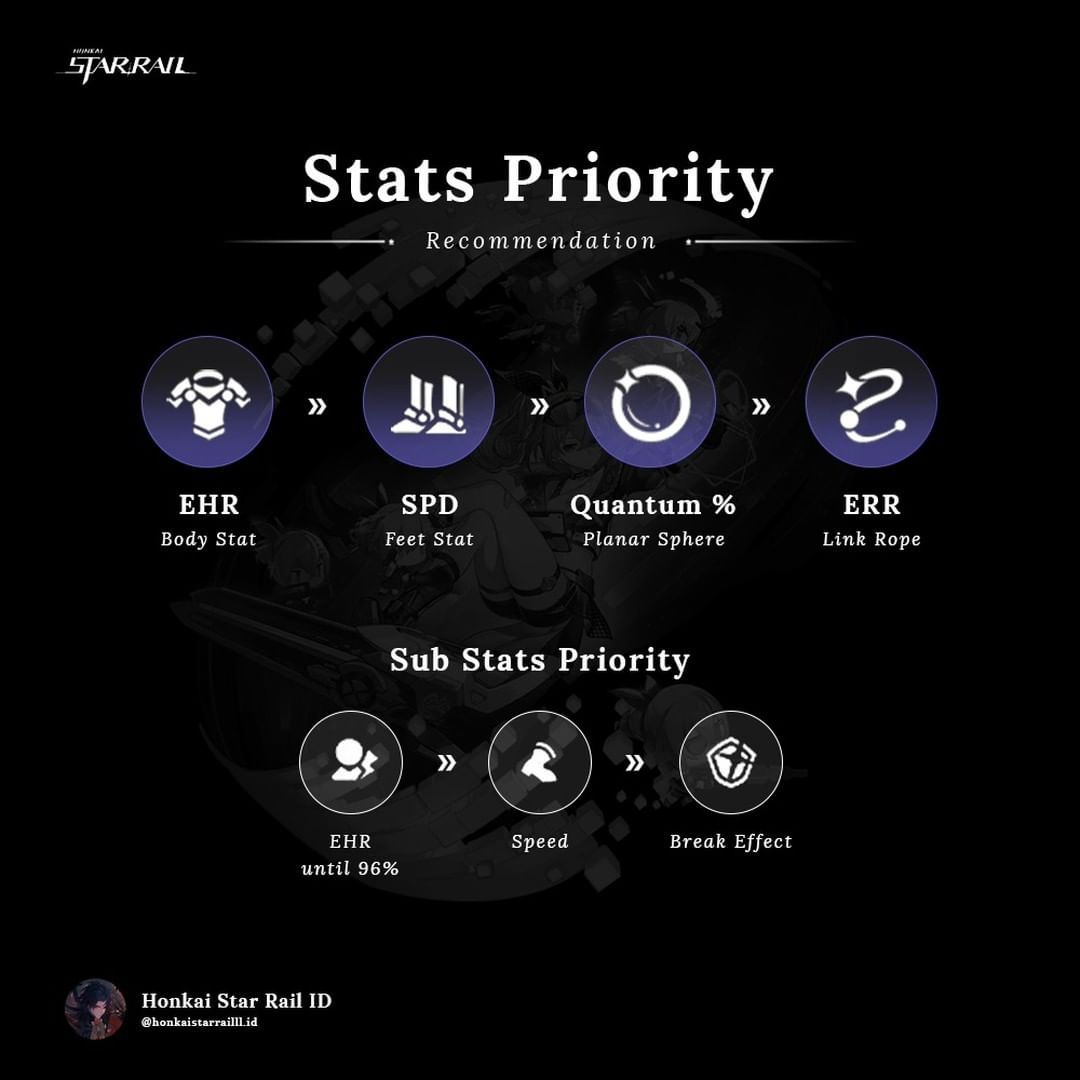 HONKAI
STAR RAIL
Stats Priority
Recommendation
» » »
EHR SPD Quantum % ERR
Body Stat Feet Stat Planar Sphere Link Rope
Sub Stats Priority
» »
EHR Speed Break Effect
until 96%
Honkai Star Rail ID
@honkaistarrailll.id